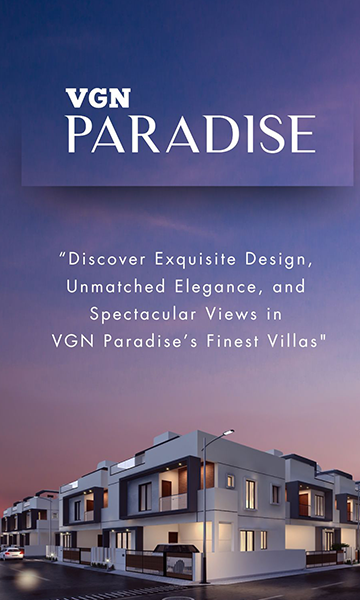 VGN
PARADISE
“Discover Exquisite Design,
Unmatched Elegance, and
Spectacular Views in
VGN Paradise’s Finest Villas"